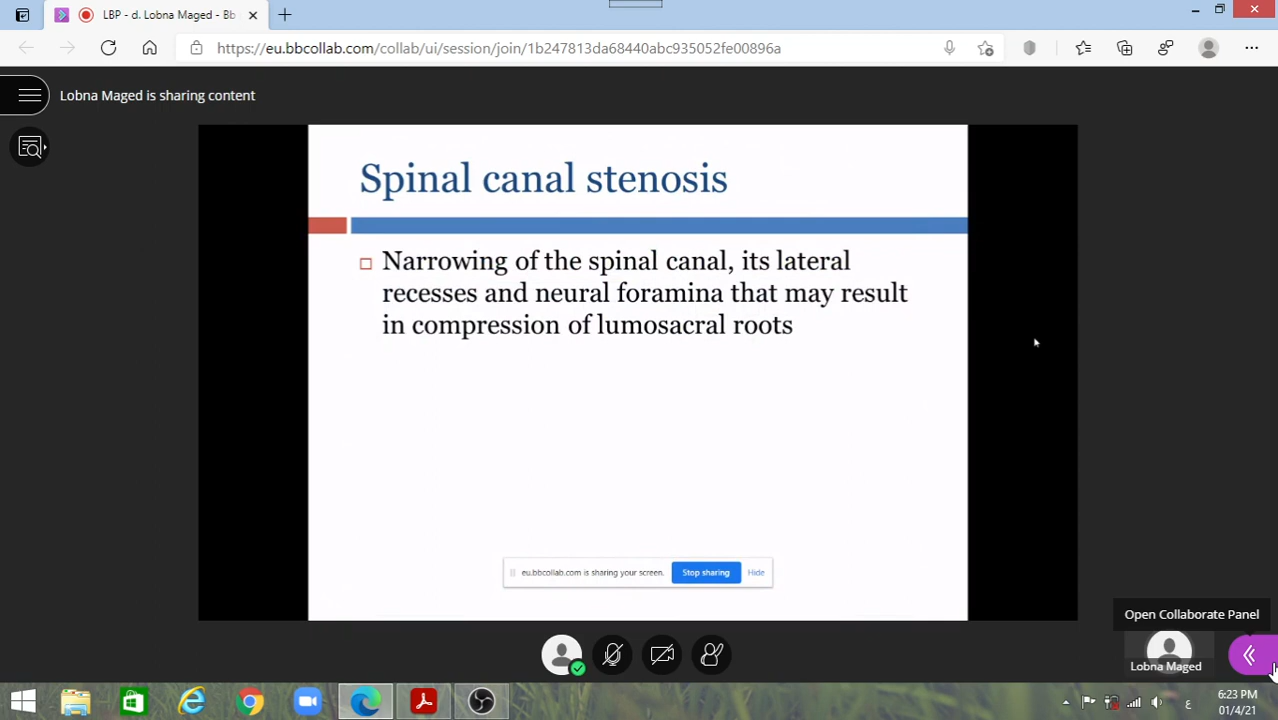 LBP - d. Lobna Maged - Bb
https://eu.bbcollab.com/collab/ui/session/join/1b247813da68440abc935052fe00896a
Lobna Maged is sharing content
Spinal canal stenosis
Narrowing of the spinal canal, its lateral
recesses and neural foramina that may result
in compression of lumosacral roots
eu.bbcollab.com is sharing your screen.
Stop sharing
Hide
Open Collaborate Panel
Lobna Maged
6:23 PM
01/4/21
ع